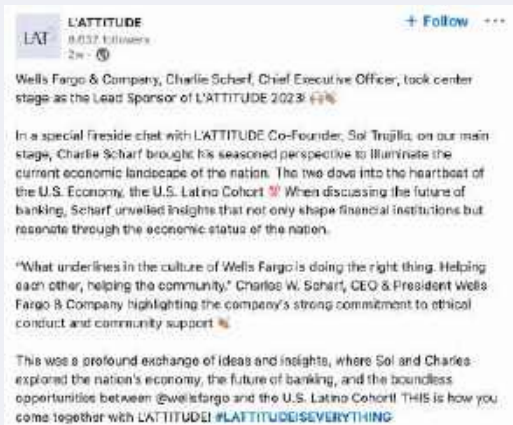 L'ATTITUDE
+ Follow ...
LAT
followers
2w •
Wells Fargo & Company, Charlie Scharf, Chief Executive Officer, took center
stage as the Lead Sponsor of L'ATTITUDE 2023!
In a special fireside chat with L'ATTITUDE Co-Founder, Sol Trujillo, on our main
stage, Charlie Scharf brought his seasoned perspective to illuminate the
current economic landscape of the nation. The two dove into the heartbeat of
the U.S. Economy, the U.S. Latino Cohort 💯 When discussing the future of
banking, Scharf unveiled insights that not only shape financial institutions but
resonate through the economic status of the nation.
"What underlines in the culture of Wells Fargo is doing the right thing. Helping
each other, helping the community." Charles W. Scharf, CEO & President Wells
Fargo & Company highlighting the company's strong commitment to ethical
conduct and community support
This was a profound exchange of ideas and insights, where Sol and Charles
explored the nation's economy, the future of banking, and the boundless
opportunities between @wellsfargo and the U.S. Latino Cohort! THIS is how you
come together with L'ATTITUDE! #LATTITUDEISEVERYTHING